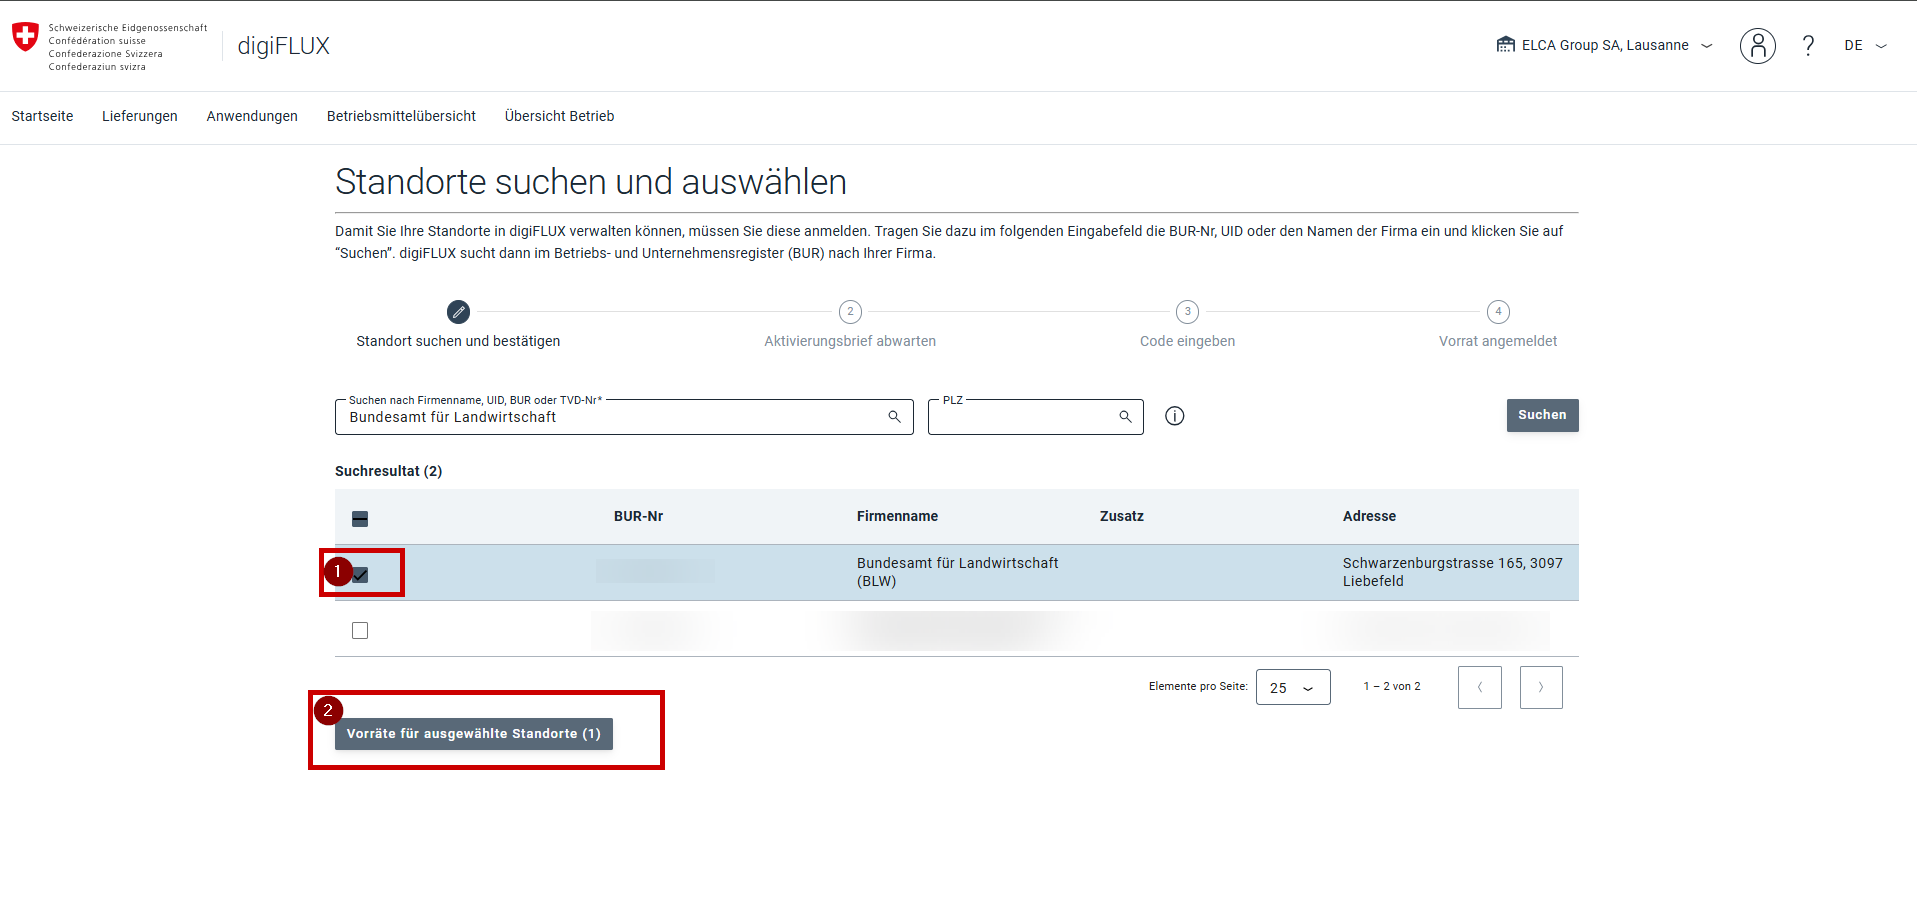 Schweizerische Eidgenossenschaft
Confédération suisse
Confederazione Svizzera
Confederaziun svizra
digiFLUX
ELCA Group SA, Lausanne
?
DE
Startseite
Lieferungen
Anwendungen
Betriebsmittelübersicht
Übersicht Betrieb
Standorte suchen und auswählen
Damit Sie Ihre Standorte in digiFLUX verwalten können, müssen Sie diese anmelden. Tragen Sie dazu im folgenden Eingabefeld die BUR-Nr, UID oder den Namen der Firma ein und klicken Sie auf
“Suchen”. digiFLUX sucht dann im Betriebs- und Unternehmensregister (BUR) nach Ihrer Firma.
2
3
4
Standort suchen und bestätigen
Aktivierungsbrief abwarten
Code eingeben
Vorrat angemeldet
Suchen nach Firmenname, UID, BUR oder TVD-Nr*
Bundesamt für Landwirtschaft
PLZ
Suchen
Suchresultat (2)
BUR-Nr
Firmenname
Zusatz
Adresse
1
Bundesamt für Landwirtschaft
(BLW)
Schwarzenburgstrasse 165, 3097
Liebefeld
Elemente pro Seite:
25
1 – 2 von 2
2
Vorräte für ausgewählte Standorte (1)